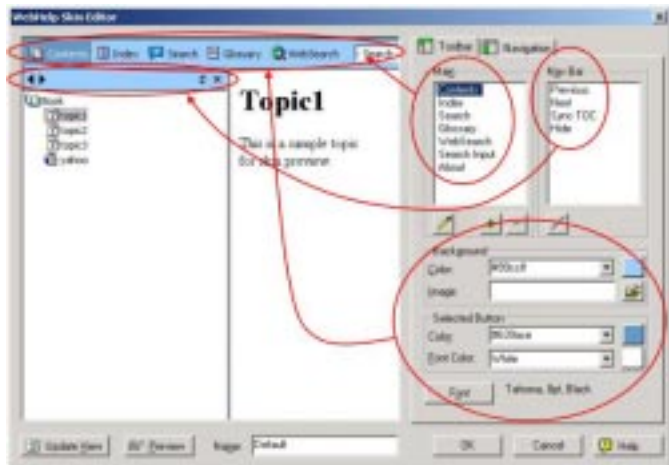 WebHelp Skin Editor
Contents Index Search Glossary WebSearch Search
Toolbar Navigation
Book
topic1
topic2
topic3
yahoo
Topic1
This is a sample topic
for skin preview
Main
Contents
Index
Search
Glossary
WebSearch
Search Input
About
Nav Bar
Previous
Next
Sync TOC
Hide
Background
Color:
Image:
Selected Button
Color:
Font Color: White
Font Tahoma, 8pt, Black
Update View Preview Name: Default OK Cancel Help